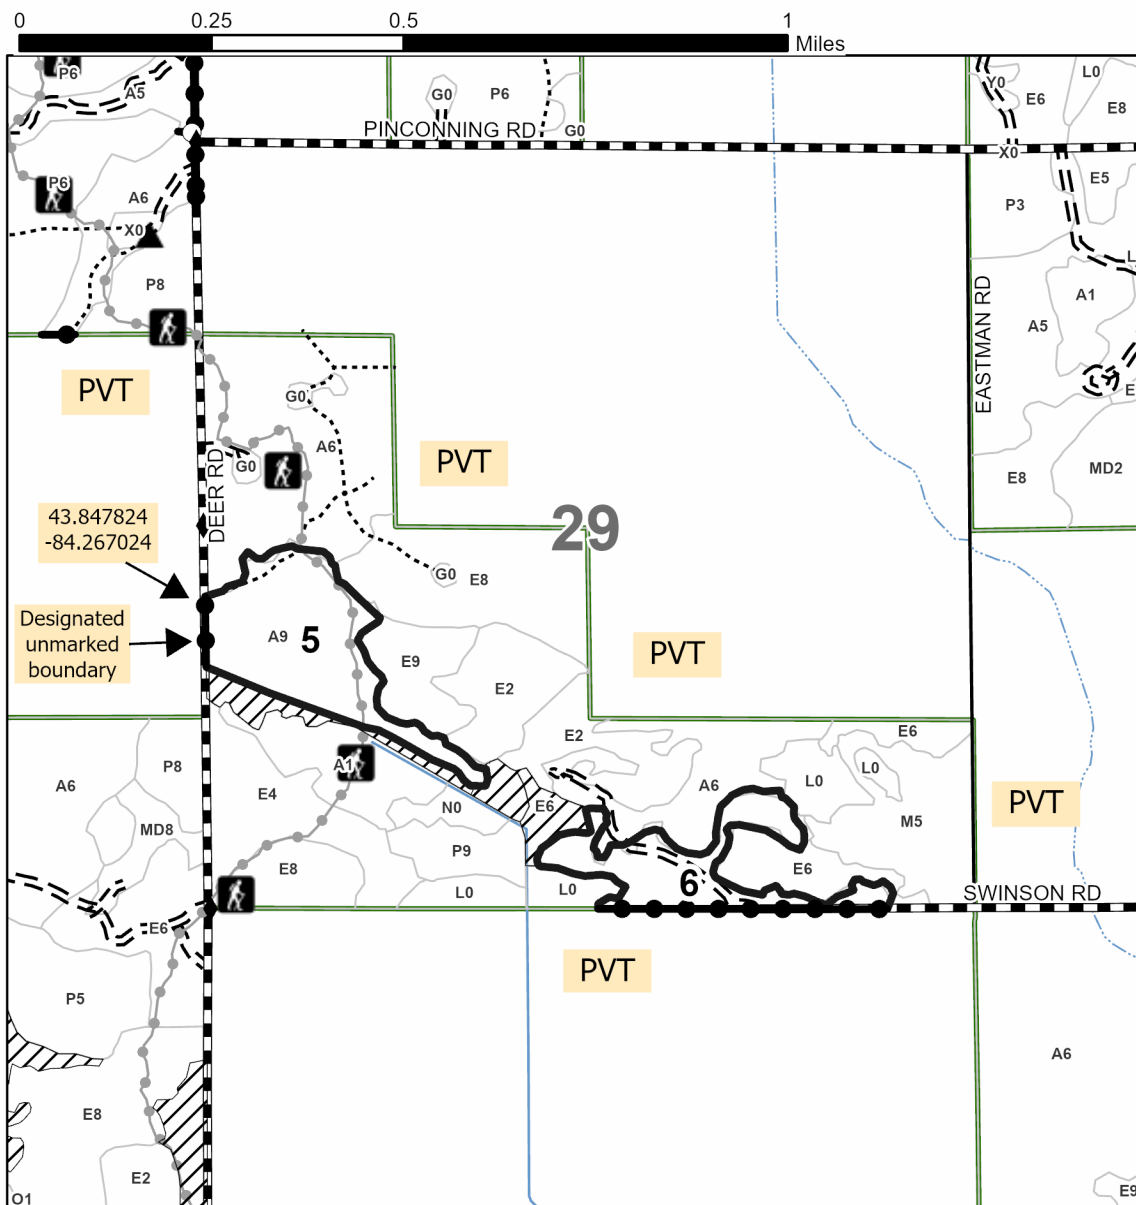 0 0.25 0.5 1
Miles
P6
A5
G0
P6
Y0
L0
E6
E8
PINCONNING RD
G0
X0
P6
A6
E5
P3
X0
L
P8
EASTMAN RD
A1
A5
PVT
G0
E
A6
PVT
G0
DEER RD
E8
MD2
43.847824
-84.267024
29
G0
E8
Designated
unmarked
boundary
A9
5
E9
PVT
E2
E2
E6
A1
P8
A6
E4
A6
L0
L0
PVT
N0
E6
M5
MD8
P9
E8
E6
L0
L0
6
SWINSON RD
E6
PVT
P5
A6
E8
E2
O1
E9